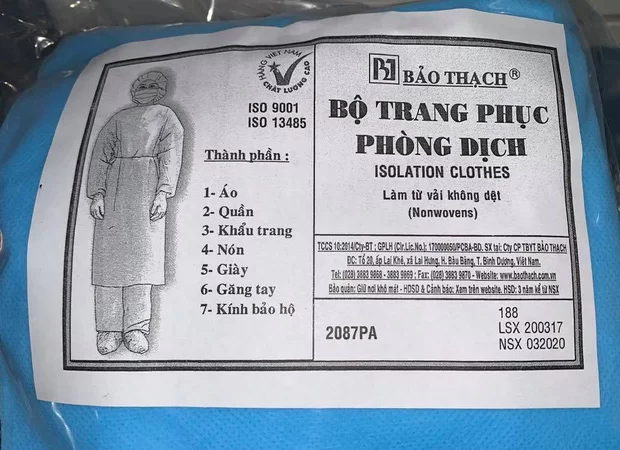 HÀNG VIỆT NAM
CHẤT LƯỢNG CAO
ISO 9001
ISO 13485
Thành phần :
1- Áo
2- Quần
3- Khẩu trang
4- Nón
5- Giày
6- Găng tay
7- Kính bảo hộ
BT BẢO THẠCH®
BỘ TRANG PHỤC
PHÒNG DỊCH
ISOLATION CLOTHES
Làm từ vải không dệt
(Nonwovens)
TCCS 10:2014/Cty-BT ; GPLH (Cir.Lic.No.): 170000050/PCBA-BD. SX tại: Cty CP TBYT BẢO THẠCH
ĐC: Tổ 20, ấp Lai Khê, xã Lai Hưng, H. Bàu Bàng, T. Bình Dương, Việt Nam.
Tel: (028) 3883 9868 - 3883 9869 ; Fax: (028) 3883 9870 - Website: www.baothach.com.vn
Bảo quản: Giữ nơi khô mát - HDSD & Cảnh báo: Xem trên website. HSD: 3 năm kể từ NSX
2087PA
188
LSX 200317
NSX 032020